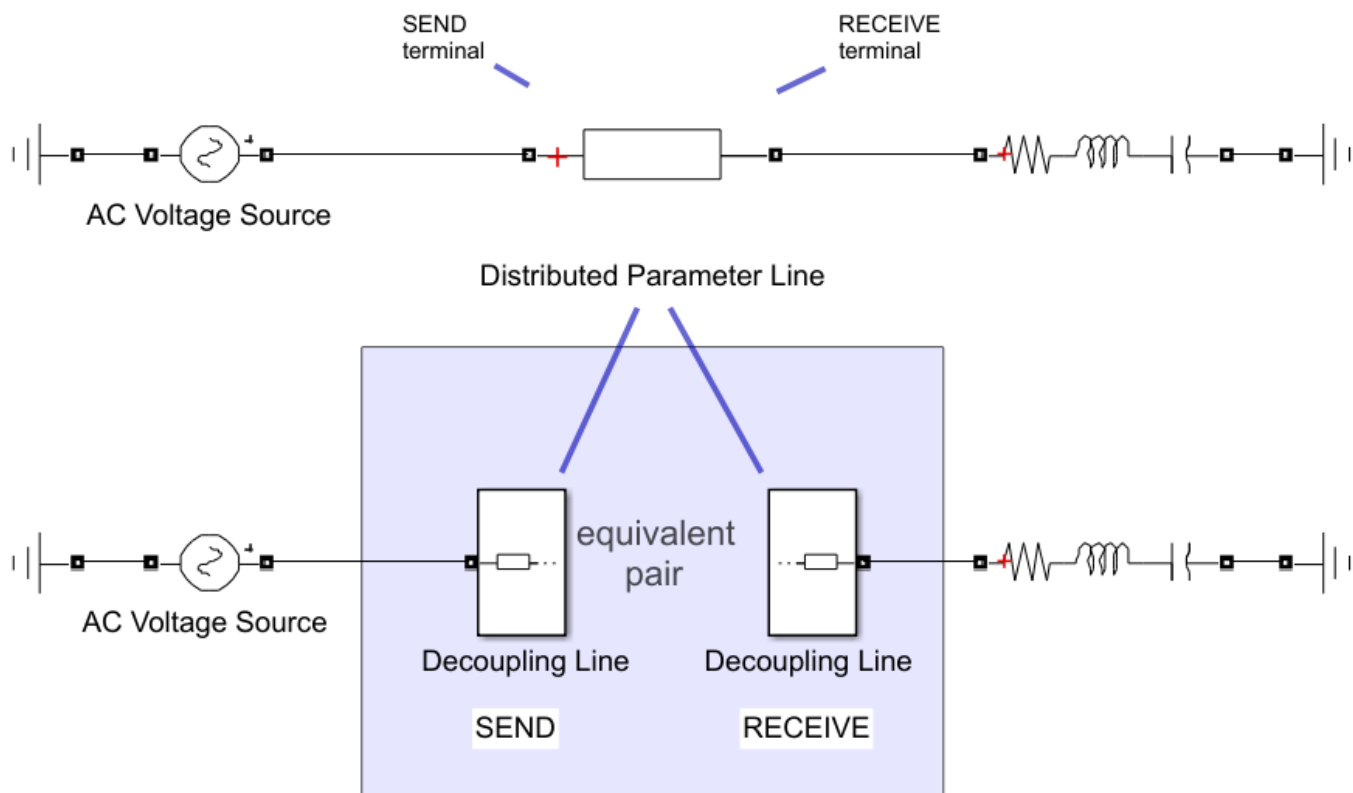 SEND
terminal
RECEIVE
terminal
AC Voltage Source
Distributed Parameter Line
equivalent
pair
AC Voltage Source
Decoupling Line
Decoupling Line
SEND
RECEIVE